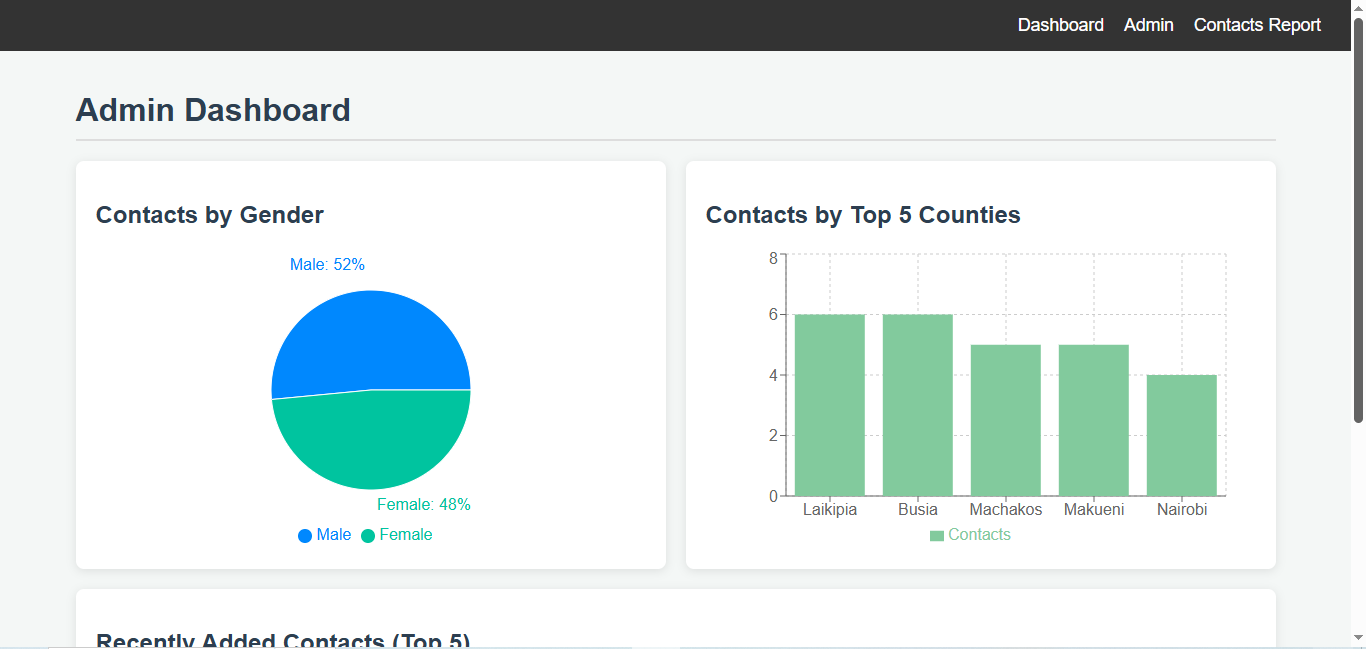 Dashboard Admin Contacts Report
Admin Dashboard
Contacts by Gender
Male: 52%
Female: 48%
Male Female
Contacts by Top 5 Counties
8
6
4
2
0
Laikipia Busia Machakos Makueni Nairobi
Contacts
Recently Added Contacts (Top 5)